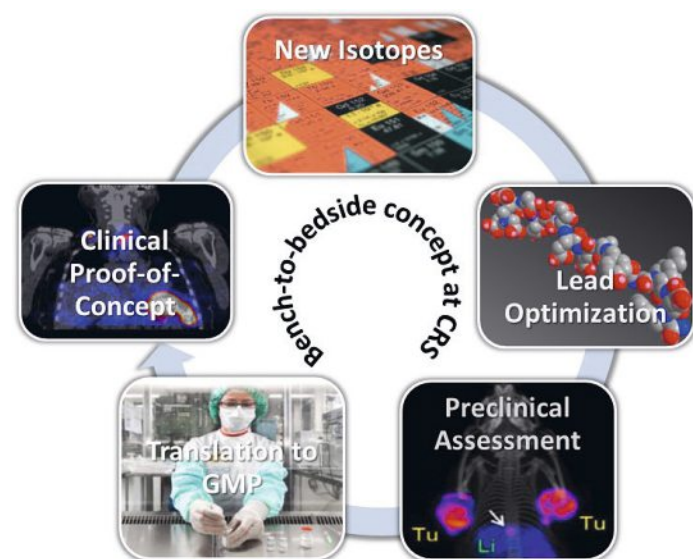 New Isotopes
Lead
Optimization
Preclinical
Assessment
Tu
Tu
Li
Translation to
GMP
Clinical
Proof-of-
Concept
Bench-to-bedside concept at CRS